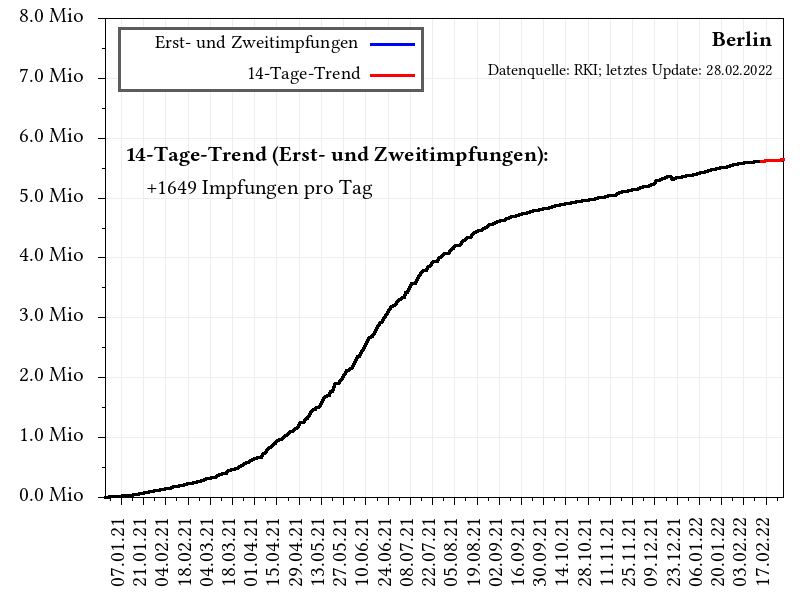 8.0 Mio
7.0 Mio
6.0 Mio
5.0 Mio
4.0 Mio
3.0 Mio
2.0 Mio
1.0 Mio
0.0 Mio
Erst- und Zweitimpfungen
14-Tage-Trend
Berlin
Datenquelle: RKI; letztes Update: 28.02.2022
14-Tage-Trend (Erst- und Zweitimpfungen):
+1649 Impfungen pro Tag
07.01.21
21.01.21
04.02.21
18.02.21
04.03.21
18.03.21
01.04.21
15.04.21
29.04.21
13.05.21
27.05.21
10.06.21
24.06.21
08.07.21
22.07.21
05.08.21
19.08.21
02.09.21
16.09.21
30.09.21
14.10.21
28.10.21
11.11.21
25.11.21
09.12.21
23.12.21
06.01.22
20.01.22
03.02.22
17.02.22